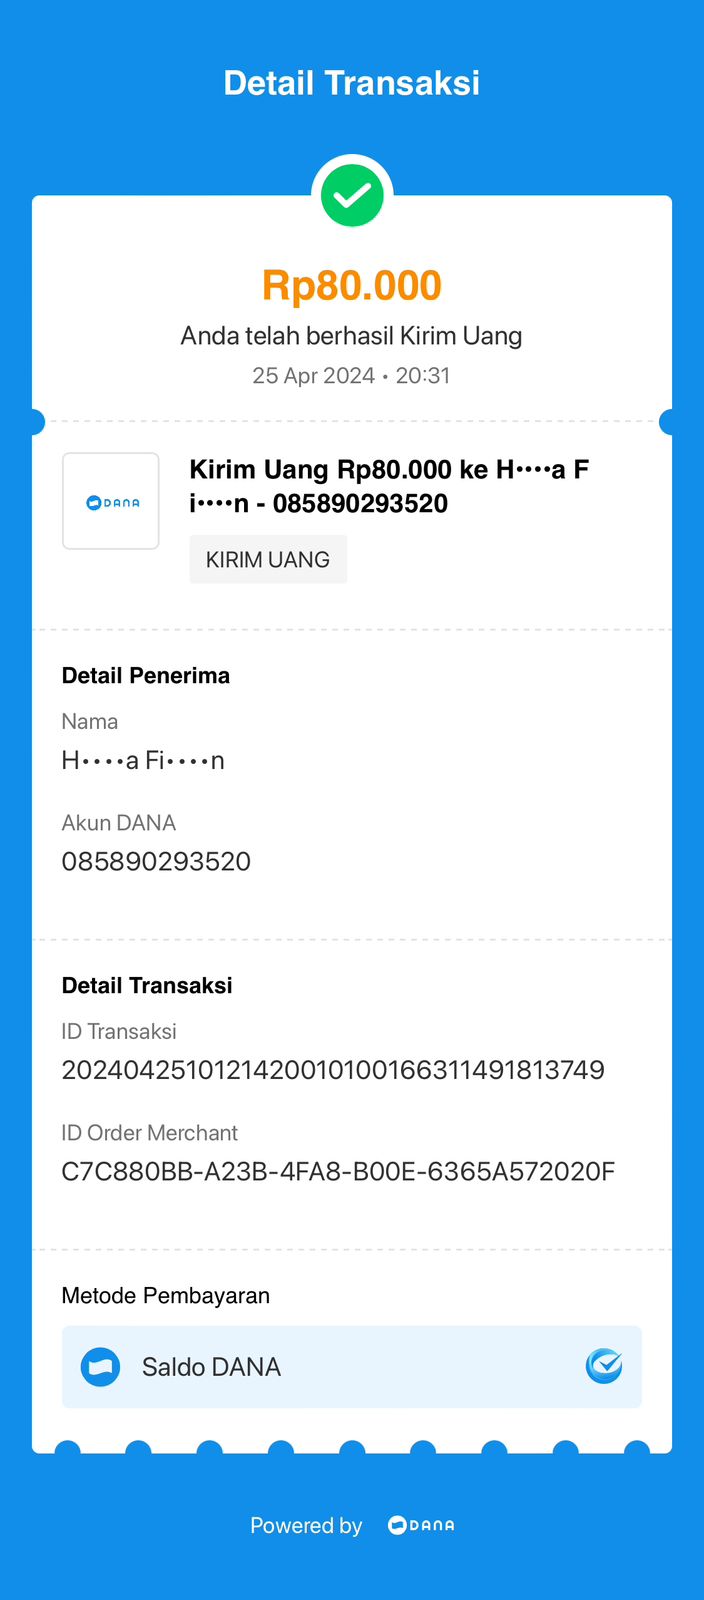 Detail Transaksi
Rp80.000
Anda telah berhasil Kirim Uang
25 Apr 2024 • 20:31
DANA
Kirim Uang Rp80.000 ke H••••a F
i••••n - 085890293520
KIRIM UANG
Detail Penerima
Nama
H••••a Fi••••n
Akun DANA
085890293520
Detail Transaksi
ID Transaksi
2024042510121420010100166311491813749
ID Order Merchant
C7C880BB-A23B-4FA8-B00E-6365A572020F
Metode Pembayaran
Saldo DANA
Powered by DANA